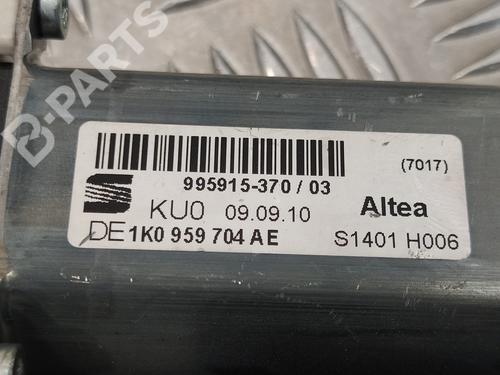 B-PARTS
(7017)
995915-370 / 03
KU0 09.09.10 Altea
DE 1K0 959 704 AE S1401 H006